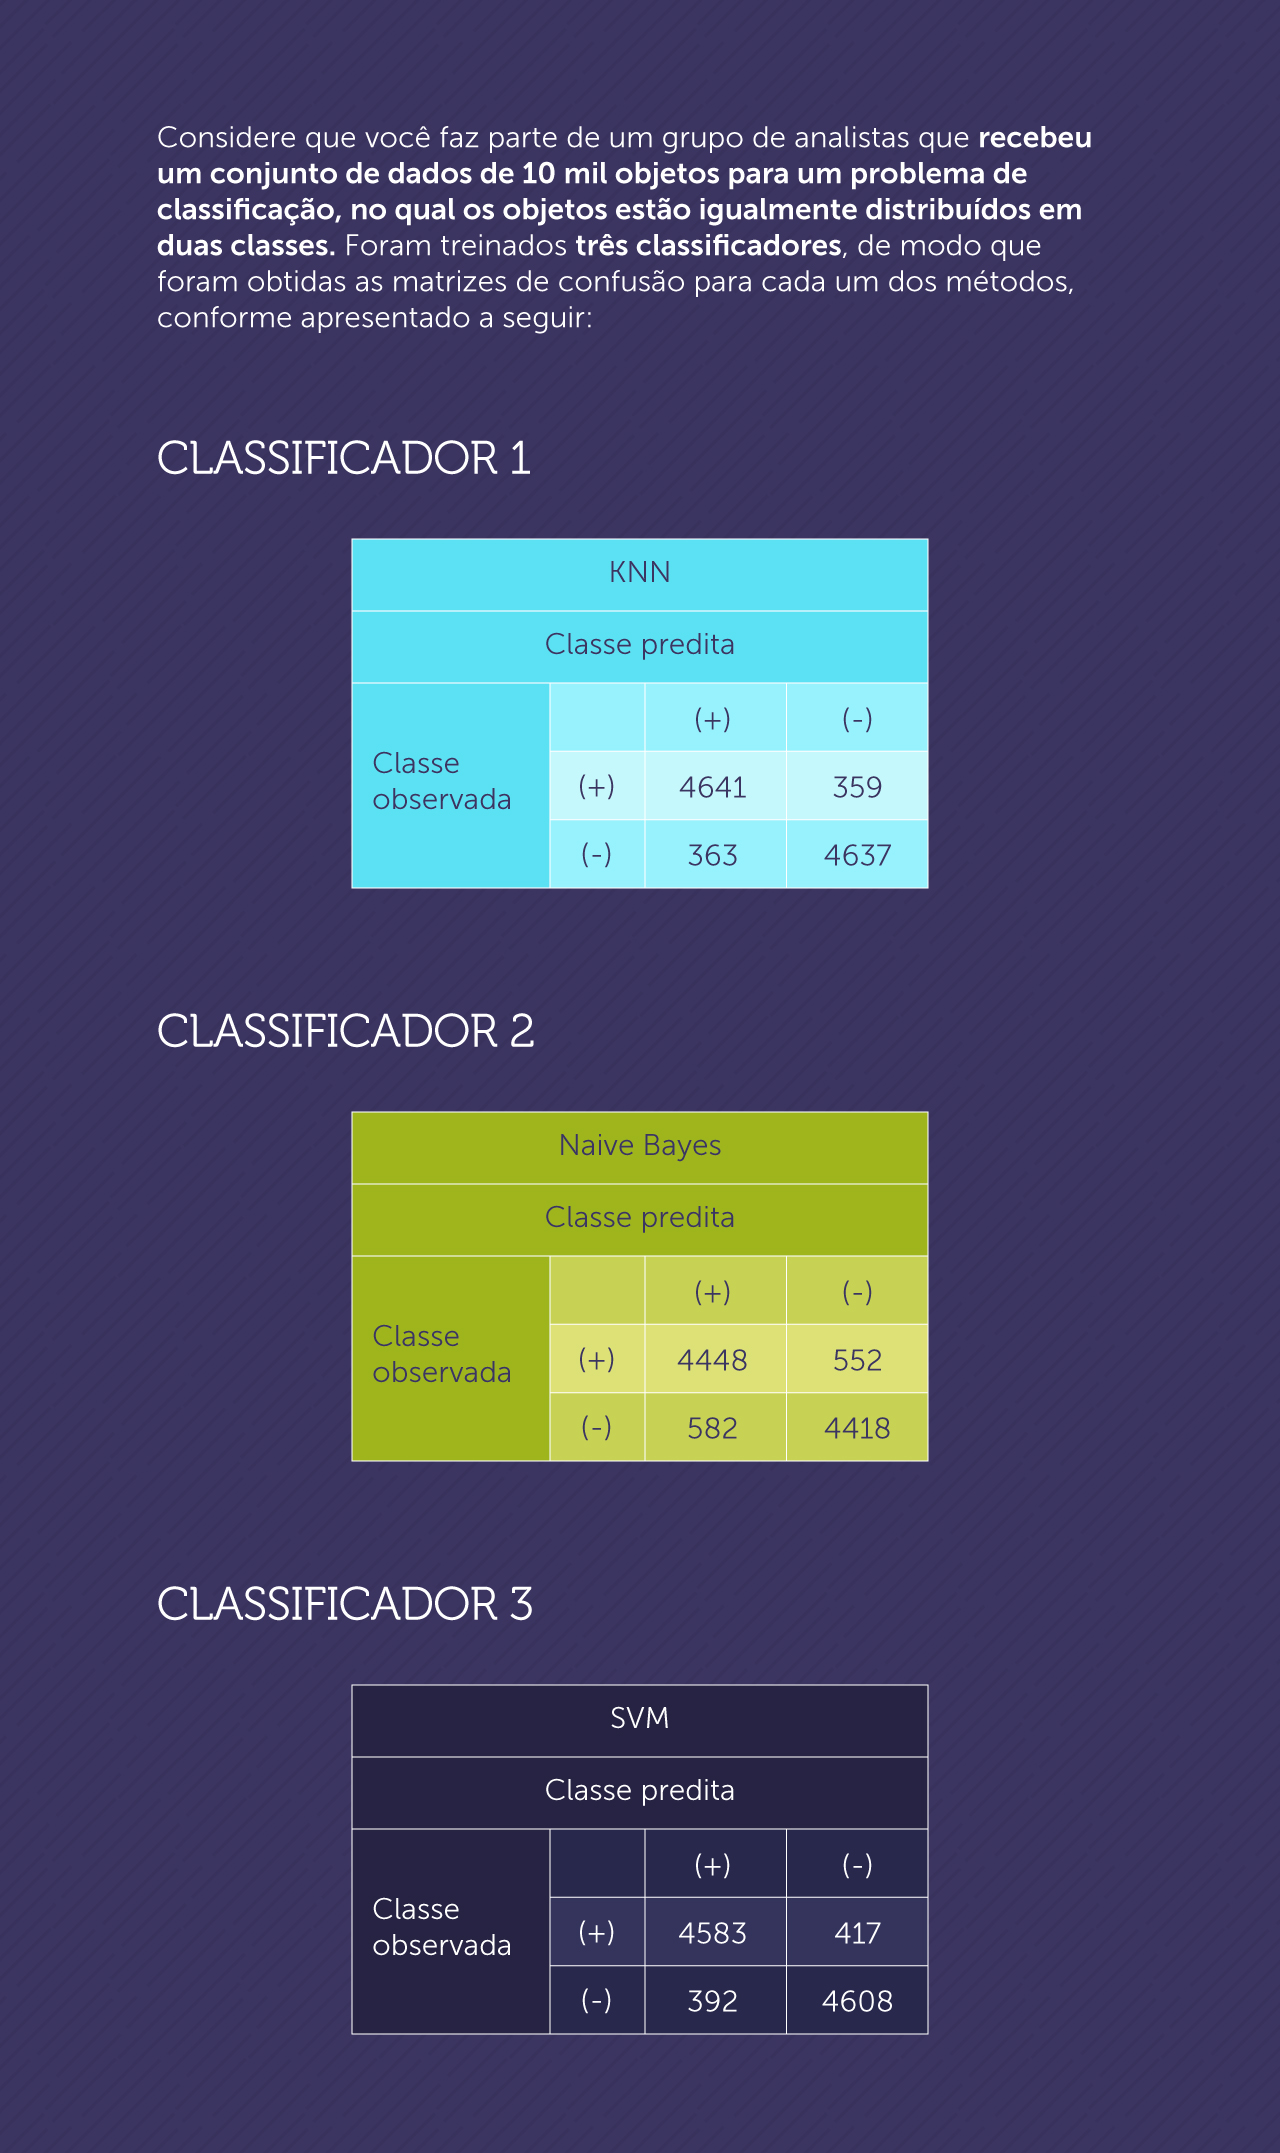 Considere que você faz parte de um grupo de analistas que recebeu
um conjunto de dados de 10 mil objetos para um problema de
classificação, no qual os objetos estão igualmente distribuídos em
duas classes. Foram treinados três classificadores, de modo que
foram obtidas as matrizes de confusão para cada um dos métodos,
conforme apresentado a seguir:
CLASSIFICADOR 1
KNN
Classe predita
Classe
observada
(+) (-)
(+) 4641 359
(-) 363 4637
CLASSIFICADOR 2
Naive Bayes
Classe predita
Classe
observada
(+) (-)
(+) 4448 552
(-) 582 4418
CLASSIFICADOR 3
SVM
Classe predita
Classe
observada
(+) (-)
(+) 4583 417
(-) 392 4608